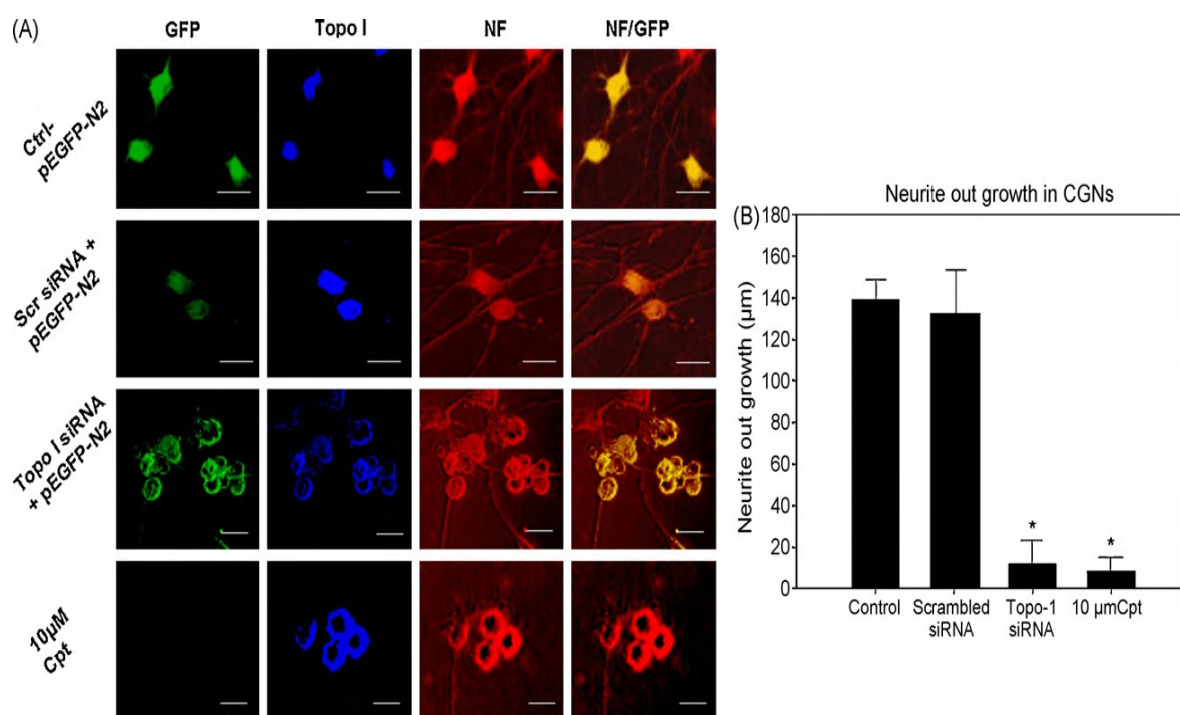 (A)
GFP
Topo I
NF
NF/GFP
Ctrl-
pEGFP-N2
Scr siRNA +
pEGFP-N2
Topo I siRNA
+ pEGFP-N2
10μM
Cpt
(B)
Neurite out growth in CGNs
Neurite out growth (μm)
180
160
140
120
100
80
60
40
20
0
*
*
Control
Scrambled
siRNA
Topo-1
siRNA
10 μmCpt